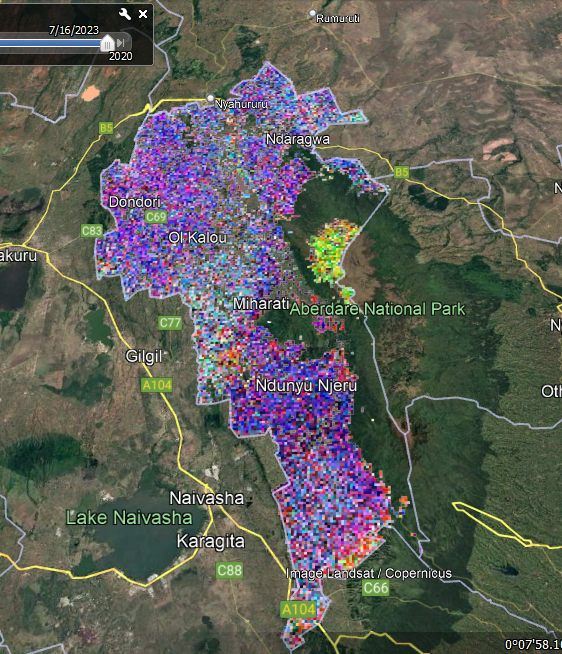 7/16/2023
2020
Rumuruti
Nyahururu
B5
Ndaragwa
B5
Dondori
C69
C83
Ol Kalou
akuru
Miharati
Aberdare National Park
C77
Gilgil
A104
Ndunyu Njeru
Oth
Naivasha
Lake Naivasha
Karagita
C88
Image Landsat / Copernicus
C66
A104
0°07'58.10